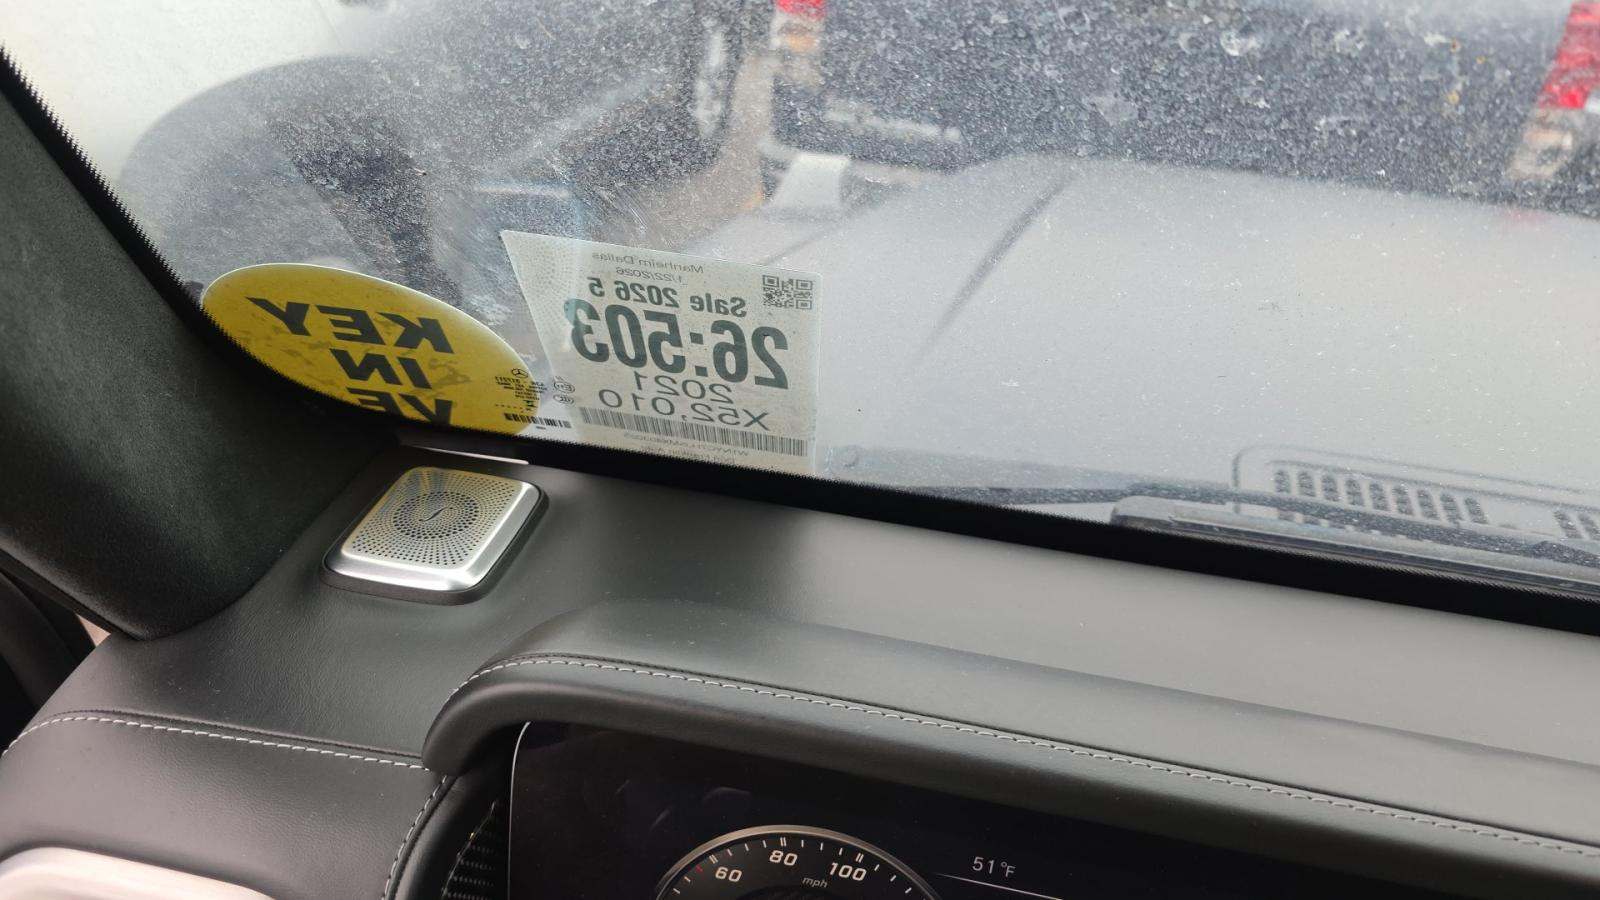 KEY
IN
VE
Manheim Dallas
1/22/2026
Sale 2026 5
26:503
2021
X52,010
60
80
100
mph
51°F